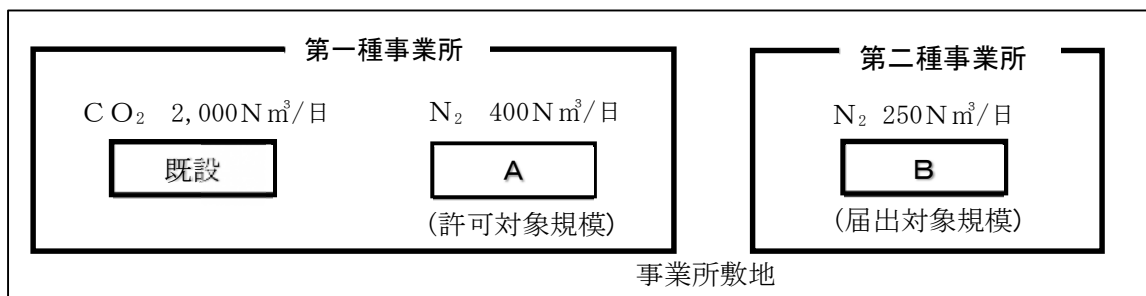 第一種事業所
第二種事業所
ＣＯ₂ 2,000Ｎ㎥/日
Ｎ₂ 400Ｎ㎥/日
Ｎ₂ 250Ｎ㎥/日
既設
Ａ
Ｂ
(許可対象規模)
(届出対象規模)
事業所敷地